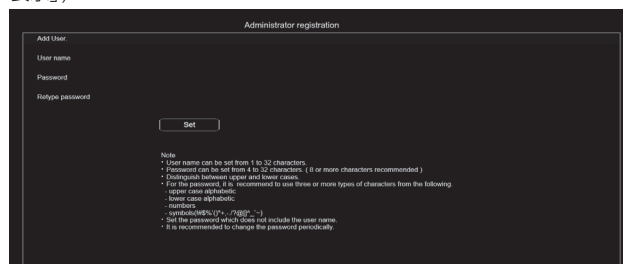 Administrator registration
Add User.
User name
Password
Retype password
Set
Note
・User name can be set from 1 to 32 characters.
・Password can be set from 4 to 32 characters. ( 8 or more characters recommended )
・Distinguish between upper and lower cases.
・For the password, it is recommend to use three or more types of characters from the following.
- upper case alphabetic
- lower case alphabetic
- numbers
- symbols(!#$%'()*+,-./?@[]^_`~)
・Set the password which does not include the user name.
・It is recommended to change the password periodically.